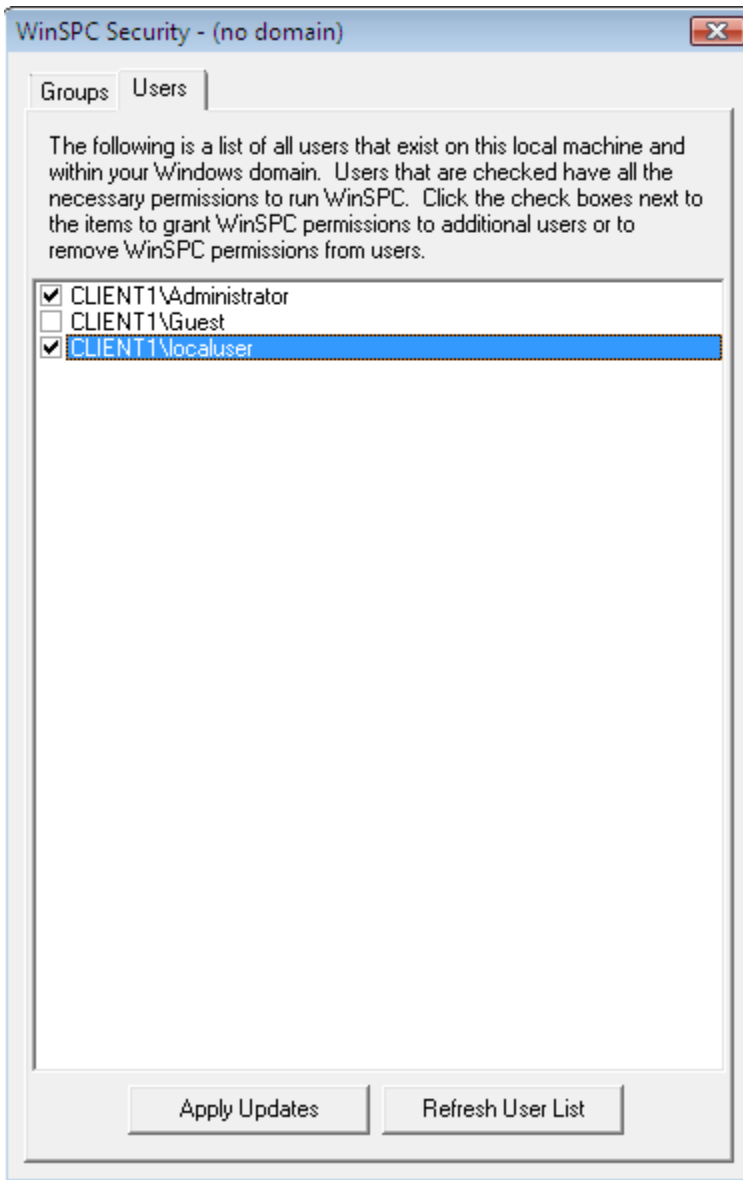 WinSPC Security - (no domain)
Groups Users
The following is a list of all users that exist on this local machine and
within your Windows domain.  Users that are checked have all the
necessary permissions to run WinSPC.  Click the check boxes next to
the items to grant WinSPC permissions to additional users or to
remove WinSPC permissions from users.
CLIENT1\Administrator
CLIENT1\Guest
CLIENT1\localuser
Apply Updates Refresh User List